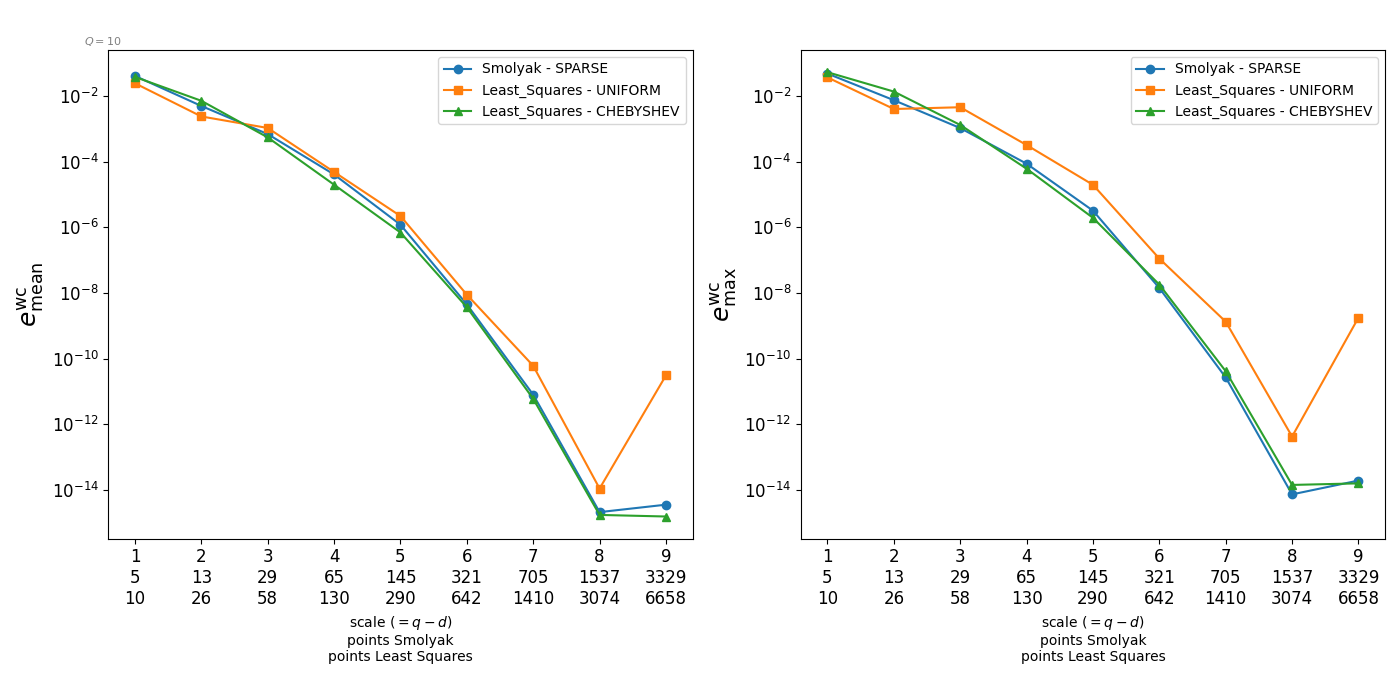 Q = 10
Smolyak - SPARSE
Least_Squares - UNIFORM
Least_Squares - CHEBYSHEV
10⁻²
10⁻⁴
10⁻⁶
10⁻⁸
10⁻¹⁰
10⁻¹²
10⁻¹⁴
e^wc_mean
1 2 3 4 5 6 7 8 9
5 13 29 65 145 321 705 1537 3329
10 26 58 130 290 642 1410 3074 6658
scale (= q − d)
points Smolyak
points Least Squares
Smolyak - SPARSE
Least_Squares - UNIFORM
Least_Squares - CHEBYSHEV
10⁻²
10⁻⁴
10⁻⁶
10⁻⁸
10⁻¹⁰
10⁻¹²
10⁻¹⁴
e^wc_max
1 2 3 4 5 6 7 8 9
5 13 29 65 145 321 705 1537 3329
10 26 58 130 290 642 1410 3074 6658
scale (= q − d)
points Smolyak
points Least Squares